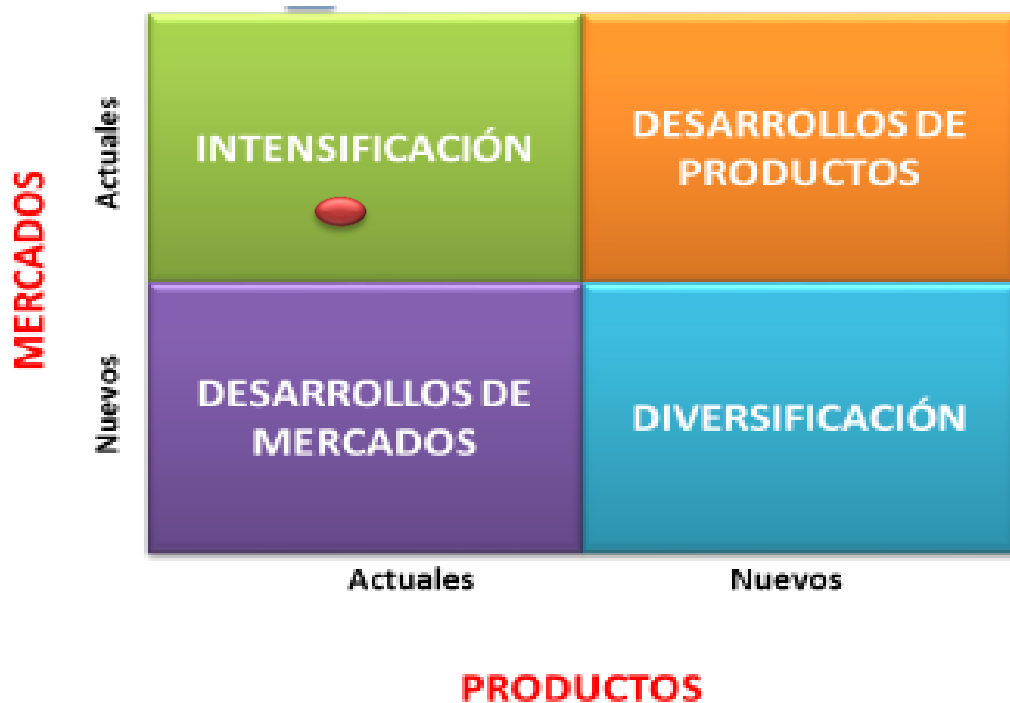 MERCADOS
Actuales
INTENSIFICACIÓN
DESARROLLOS DE
PRODUCTOS
Nuevos
DESARROLLOS DE
MERCADOS
DIVERSIFICACIÓN
Actuales
Nuevos
PRODUCTOS